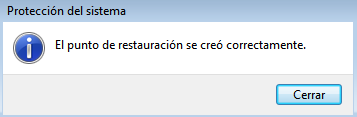 Protección del sistema
El punto de restauración se creó correctamente.
Cerrar